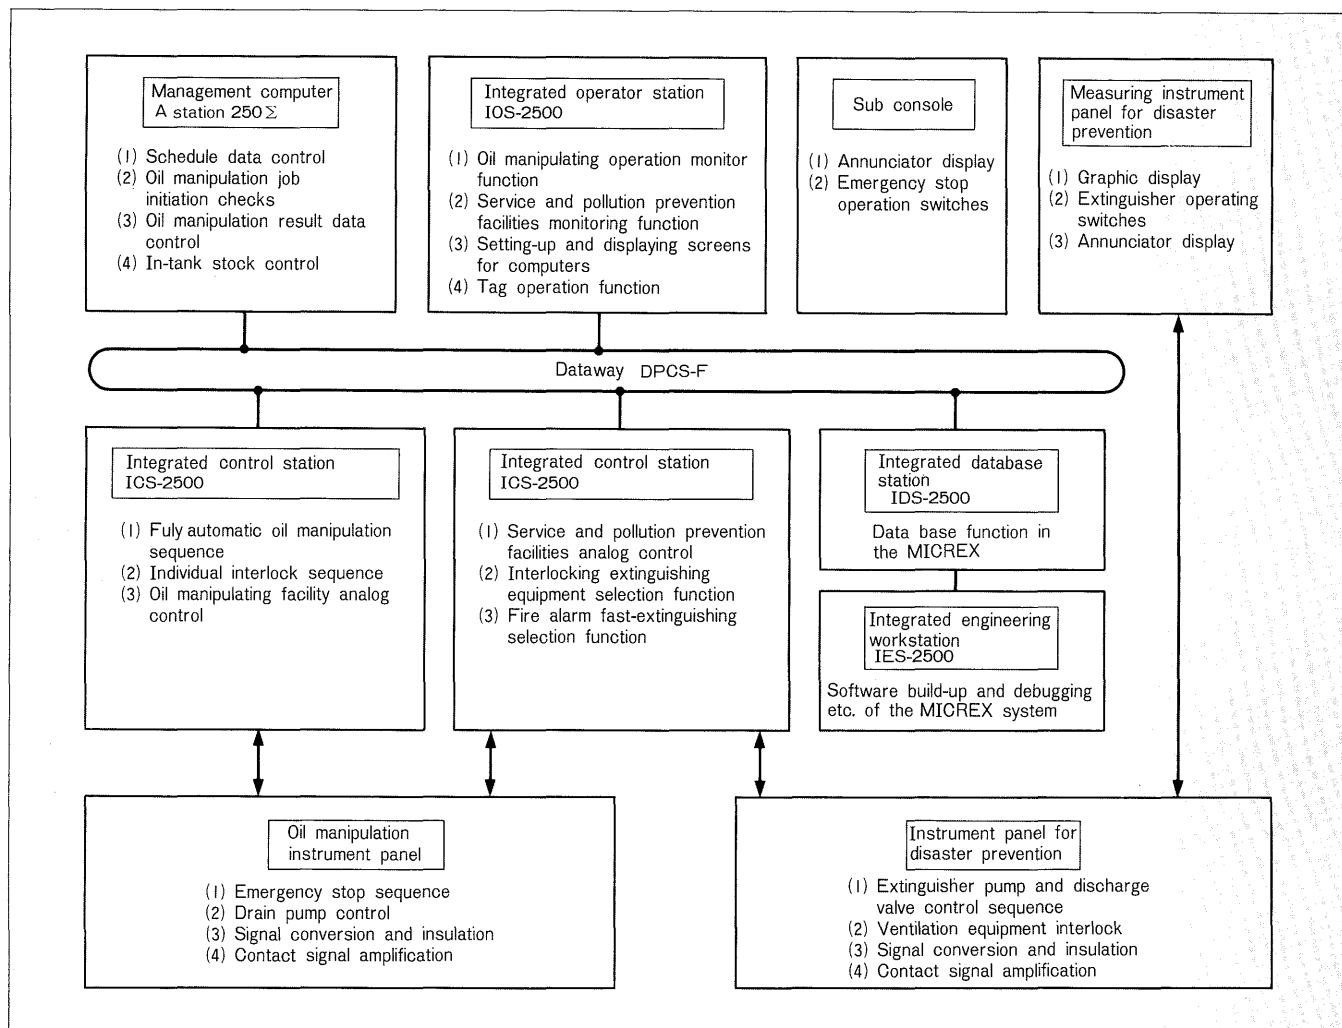 Management computer
A station 250Σ
(1) Schedule data control
(2) Oil manipulation job
initiation checks
(3) Oil manipulation result data
control
(4) In-tank stock control
Integrated operator station
IOS-2500
(1) Oil manipulating operation monitor
function
(2) Service and pollution prevention
facilities monitoring function
(3) Setting-up and displaying screens
for computers
(4) Tag operation function
Sub console
(1) Annunciator display
(2) Emergency stop
operation switches
Measuring instrument
panel for disaster
prevention
(1) Graphic display
(2) Extinguisher operating
switches
(3) Annunciator display
Dataway DPCS-F
Integrated control station
ICS-2500
(1) Fuly automatic oil manipulation
sequence
(2) Individual interlock sequence
(3) Oil manipulating facility analog
control
Integrated control station
ICS-2500
(1) Service and pollution prevention
facilities analog control
(2) Interlocking extinguishing
equipment selection function
(3) Fire alarm fast-extinguishing
selection function
Integrated database
station
IDS-2500
Data base function in
the MICREX
Integrated engineering
workstation
IES-2500
Software build-up and debugging
etc. of the MICREX system
Oil manipulation
instrument panel
(1) Emergency stop sequence
(2) Drain pump control
(3) Signal conversion and insulation
(4) Contact signal amplification
Instrument panel for
disaster prevention
(1) Extinguisher pump and discharge
valve control sequence
(2) Ventilation equipment interlock
(3) Signal conversion and insulation
(4) Contact signal amplification